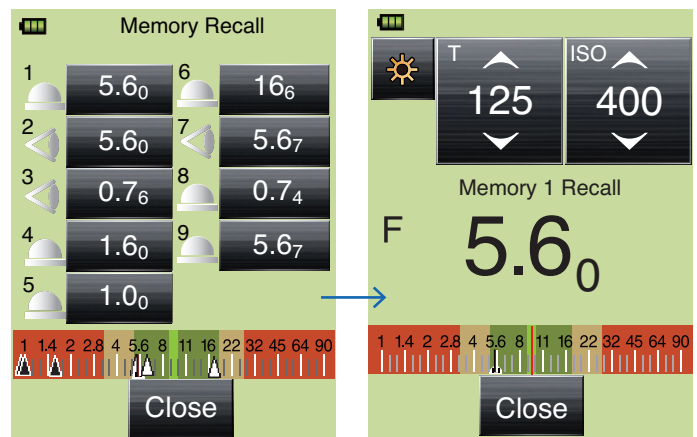 Memory Recall
1 5.6₀
2 5.6₀
3 0.7₆
4 1.6₀
5 1.0₀
6 16₆
7 5.6₇
8 0.7₄
9 5.6₇
1 1.4 2 2.8 4 5.6 8 11 16 22 32 45 64 90
Close
T ISO
125 400
Memory 1 Recall
F 5.6₀
1 1.4 2 2.8 4 5.6 8 11 16 22 32 45 64 90
Close